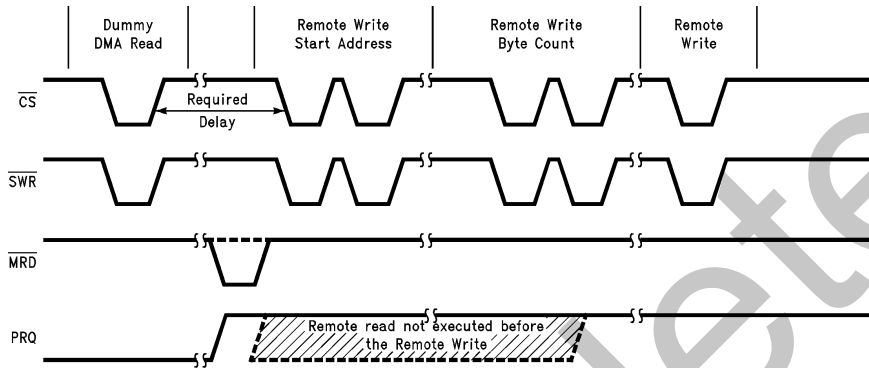 Dummy
DMA Read
Remote Write
Start Address
Remote Write
Byte Count
Remote
Write
CS
Required
Delay
SWR
MRD
PRQ
Remote read not executed before
the Remote Write